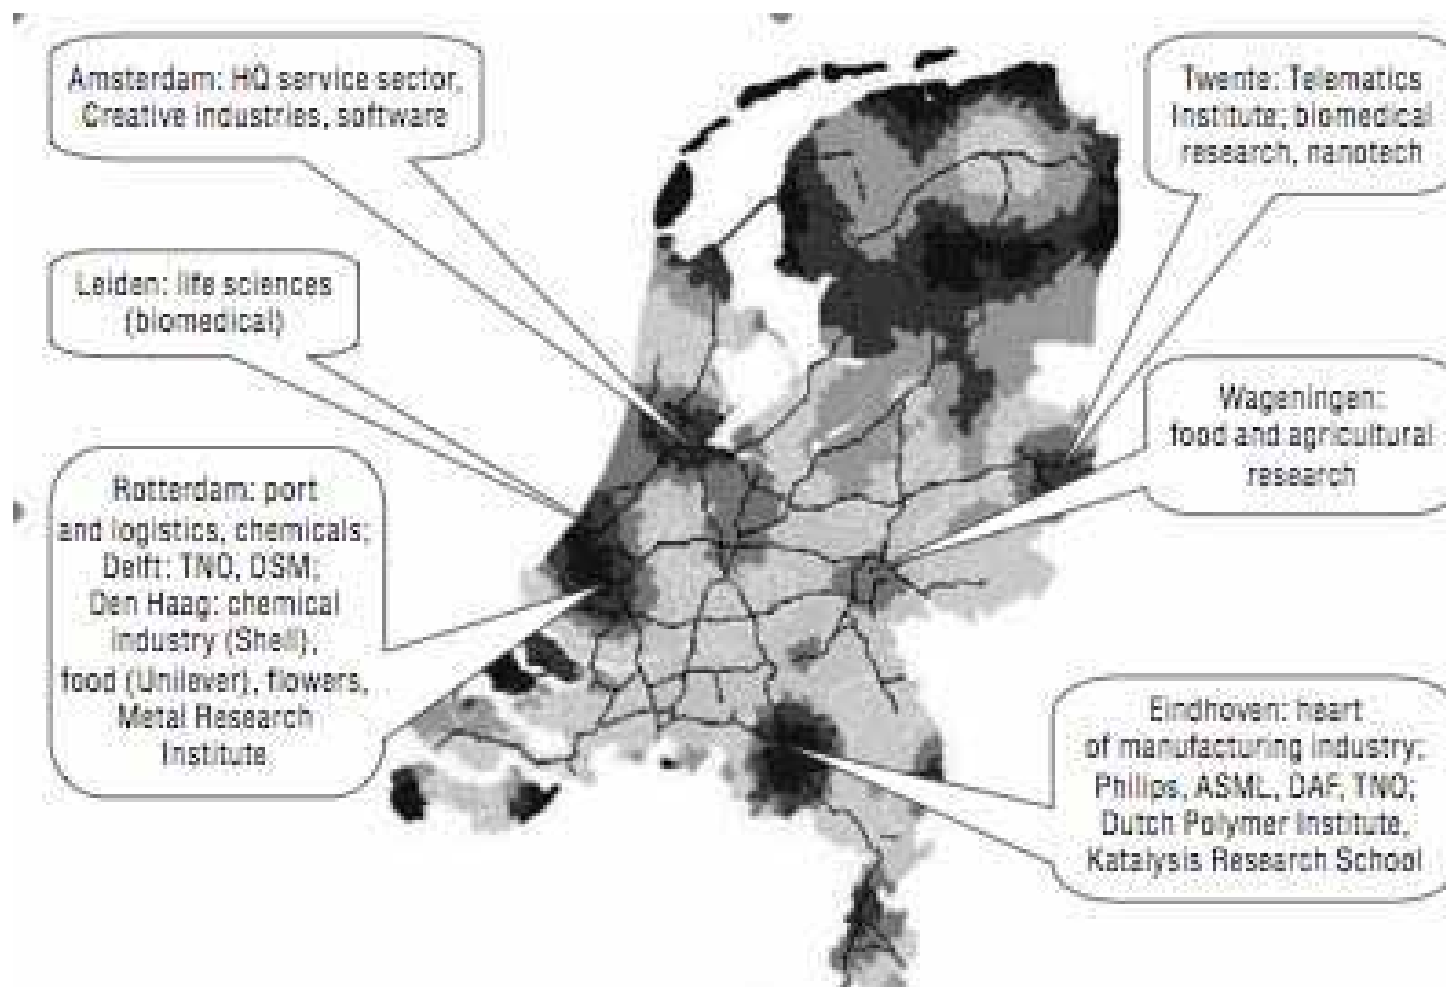 Amsterdam: HQ service sector,
Creative industries, software
Leiden: life sciences
(biomedical)
Rotterdam: port
and logistics, chemicals;
Delft: TNO, DSM;
Den Haag: chemical
industry (Shell),
food (Unilever), flowers,
Metal Research
Institute
Twente: Telematics
Institute; biomedical
research, nanotech
Wageningen:
food and agricultural
research
Eindhoven: heart
of manufacturing industry;
Philips, ASML, DAF, TNO;
Dutch Polymer Institute,
Katalysis Research School